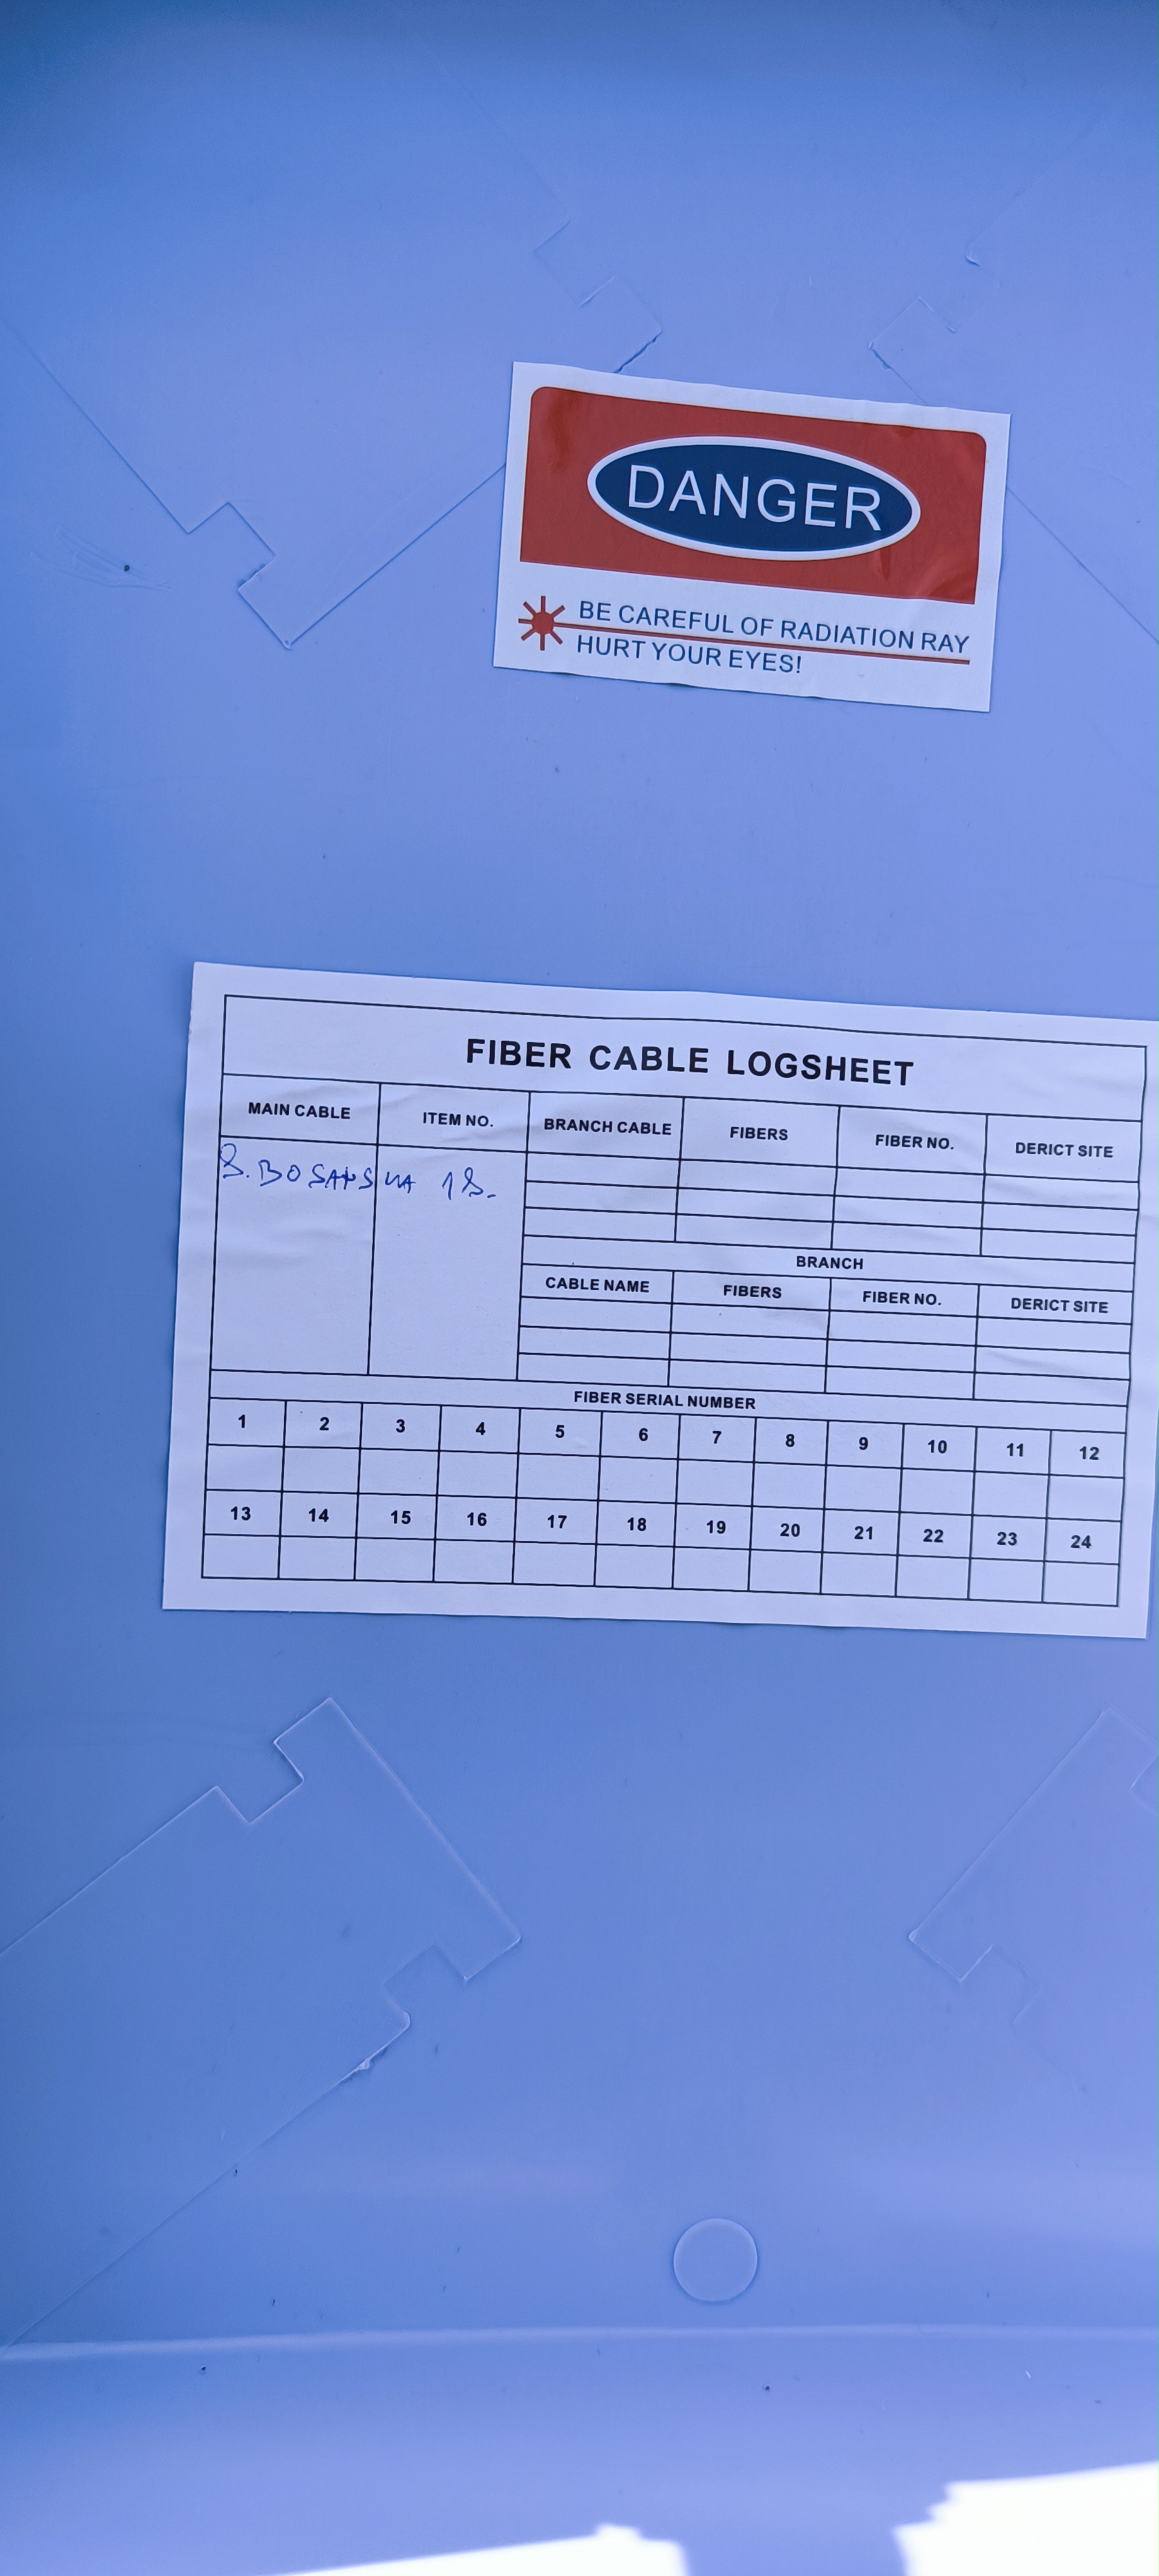 DANGER
BE CAREFUL OF RADIATION RAY
HURT YOUR EYES!
FIBER CABLE LOGSHEET
MAIN CABLE ITEM NO. BRANCH CABLE FIBERS FIBER NO. DERICT SITE
BRANCH
CABLE NAME FIBERS FIBER NO. DERICT SITE
FIBER SERIAL NUMBER
1 2 3 4 5 6 7 8 9 10 11 12
13 14 15 16 17 18 19 20 21 22 23 24